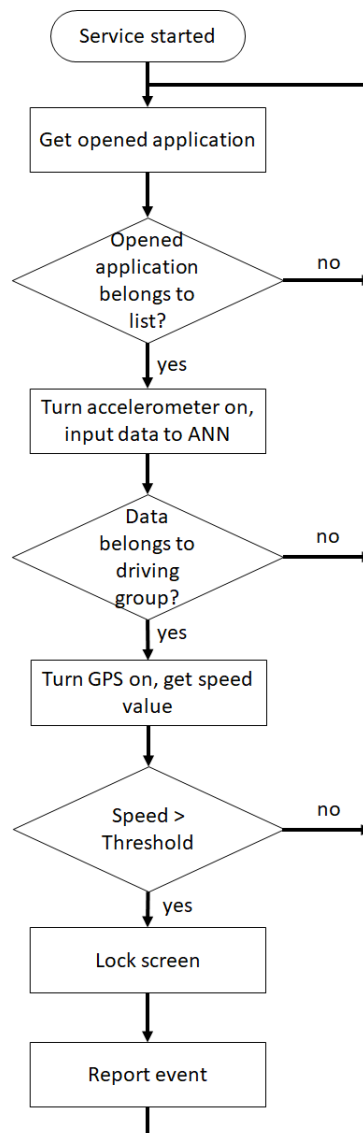 Service started
Get opened application
Opened
application
belongs to
list?
no
yes
Turn accelerometer on,
input data to ANN
Data
belongs to
driving
group?
no
yes
Turn GPS on, get speed
value
Speed >
Threshold
no
yes
Lock screen
Report event